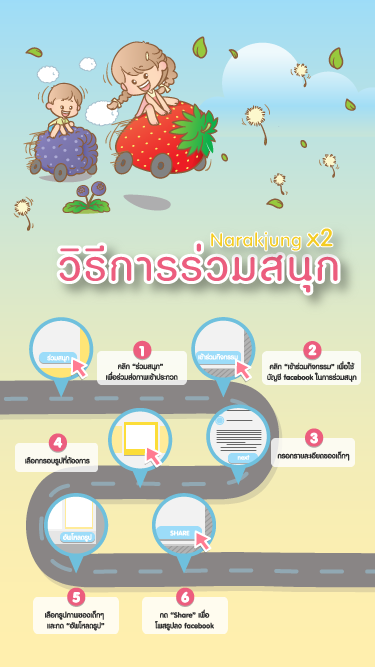 Narakjung x2
วิธีการร่วมสนุก
ร่วมสนุก
1
คลิก "ร่วมสนุก"
เพื่อร่วมส่งภาพเข้าประกวด
เข้าร่วมกิจกรรม
2
คลิก "เข้าร่วมกิจกรรม" เพื่อใช้
บัญชี facebook ในการร่วมสนุก
next
3
กรอกรายละเอียดของเด็กๆ
4
เลือกกรอบรูปที่ต้องการ
อัพโหลดรูป
5
เลือกรูปภาพของเด็กๆ
และกด "อัพโหลดรูป"
SHARE
6
กด "Share" เพื่อ
โพสรูปลง facebook